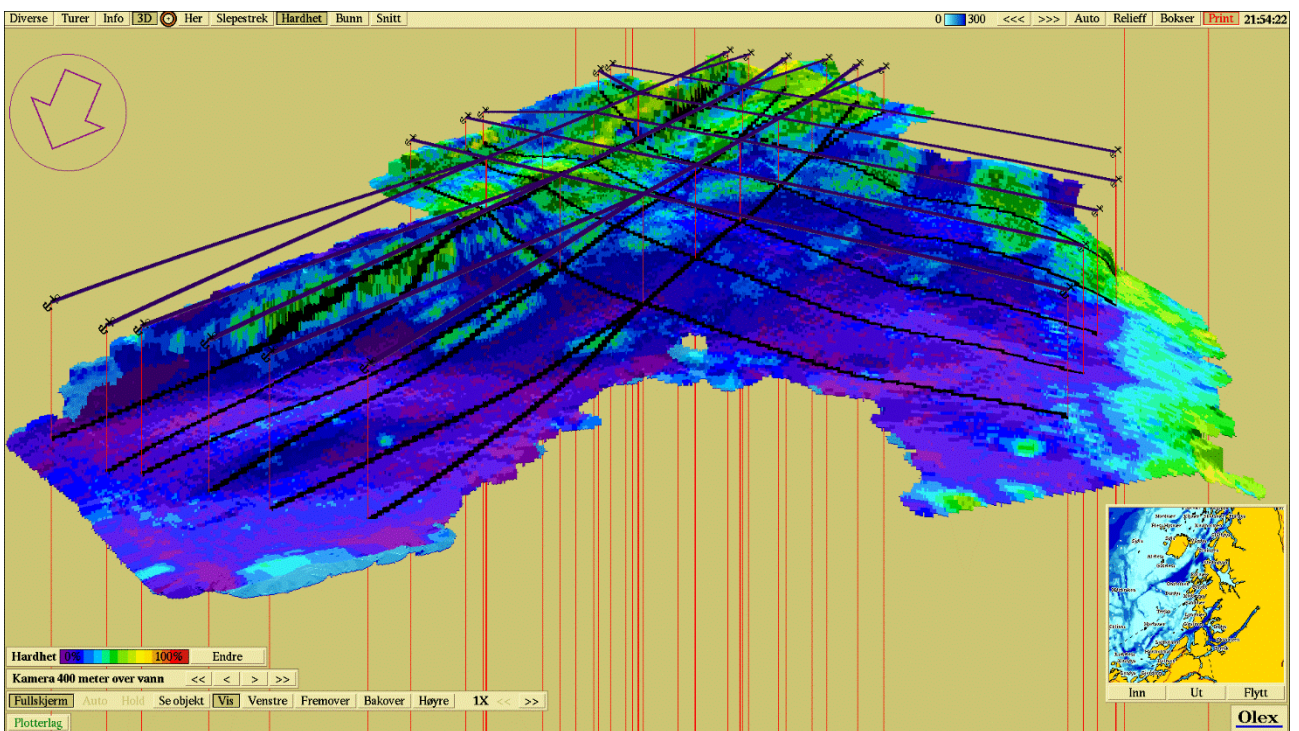 Diverse Turer Info 3D Her Slepestrek Hardhet Bunn Snitt 0 300 <<< >>> Auto Relieff Bokser Print 21:54:22
Hardhet 0% 100% Endre
Kamera 400 meter over vann << < > >>
Fullskjerm Auto Hold Se objekt Vis Venstre Fremover Bakover Høyre 1X << >>
Plotterlag
Inn Ut Flytt
Olex